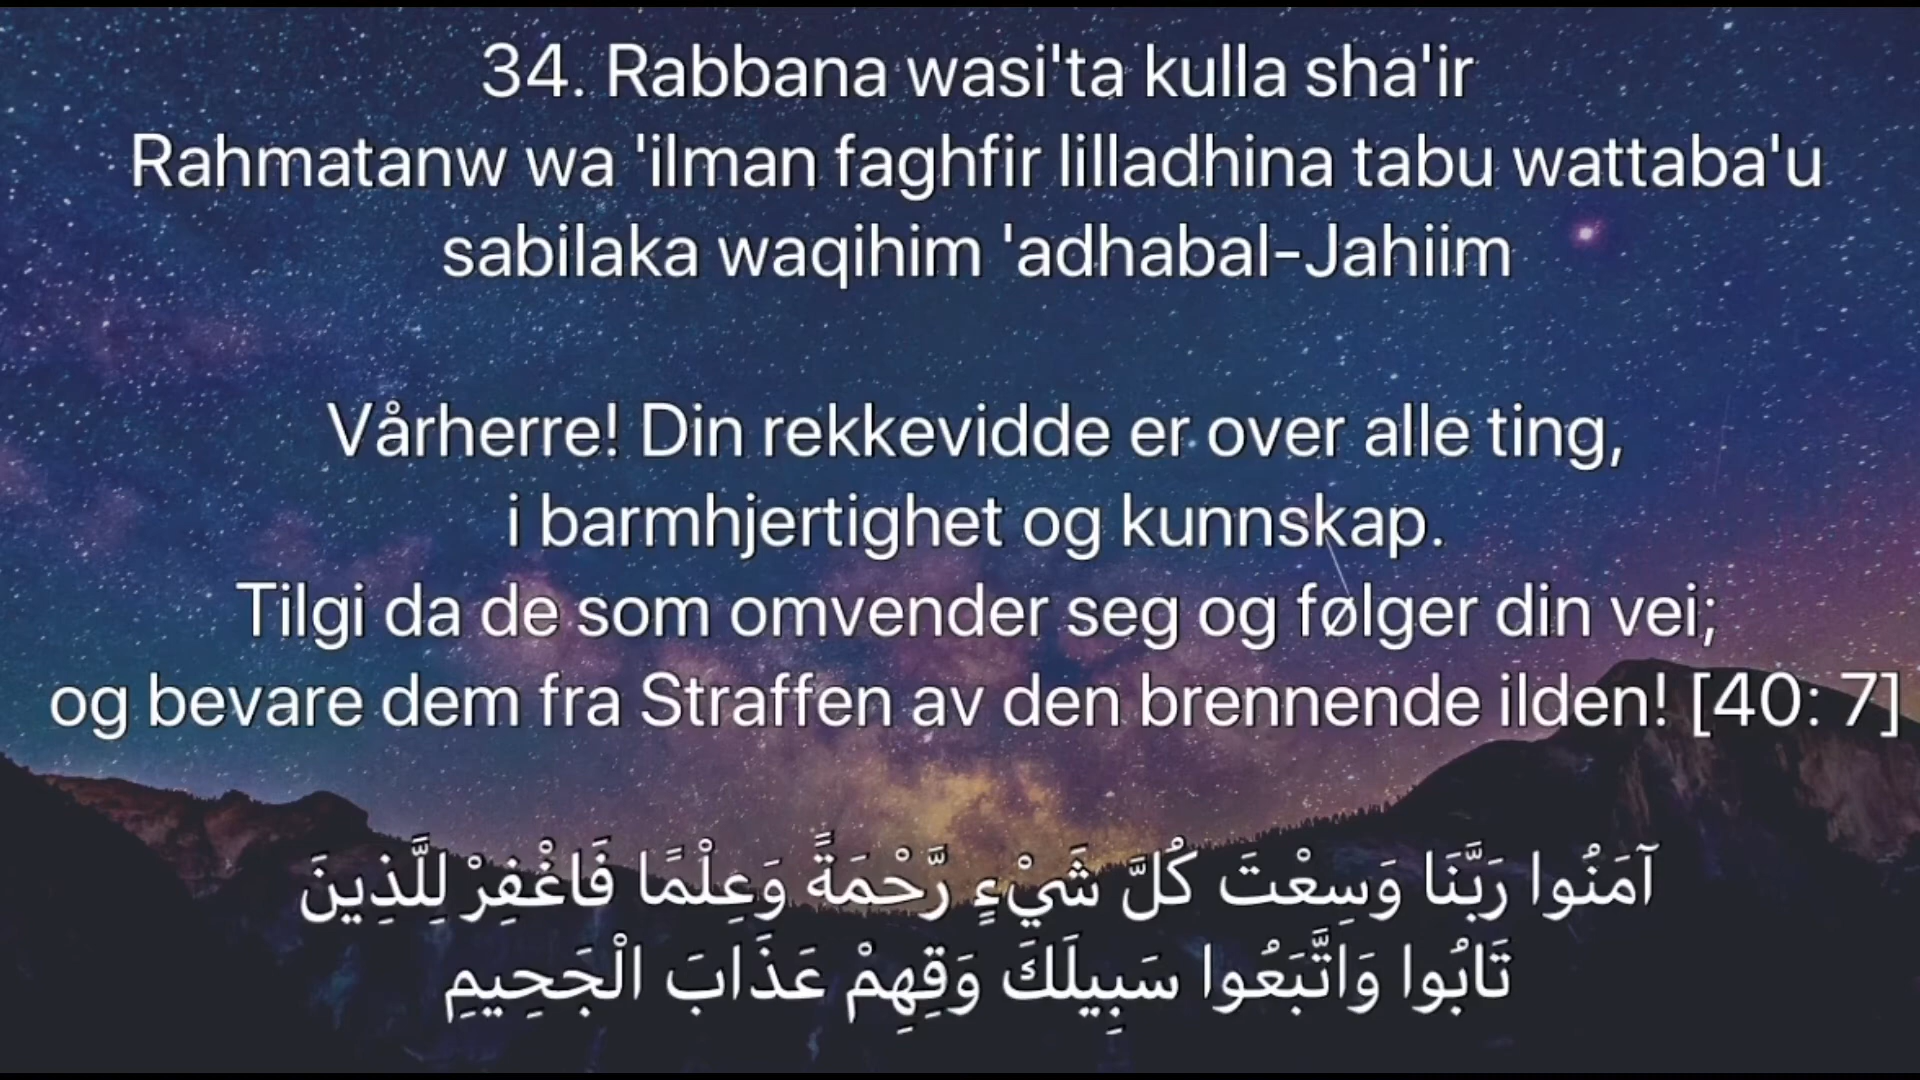 34. Rabbana wasi'ta kulla sha'ir
Rahmatanw wa 'ilman faghfir lilladhina tabu wattaba'u
sabilaka waqihim 'adhabal-Jahiim
Vårherre! Din rekkevidde er over alle ting,
i barmhjertighet og kunnskap.
Tilgi da de som omvender seg og følger din vei;
og bevare dem fra Straffen av den brennende ilden! [40: 7]
آمَنُوا رَبَّنَا وَسِعْتَ كُلَّ شَيْءٍ رَّحْمَةً وَعِلْمًا فَاغْفِرْ لِلَّذِينَ
تَابُوا وَاتَّبَعُوا سَبِيلَكَ وَقِهِمْ عَذَابَ الْجَحِيمِ